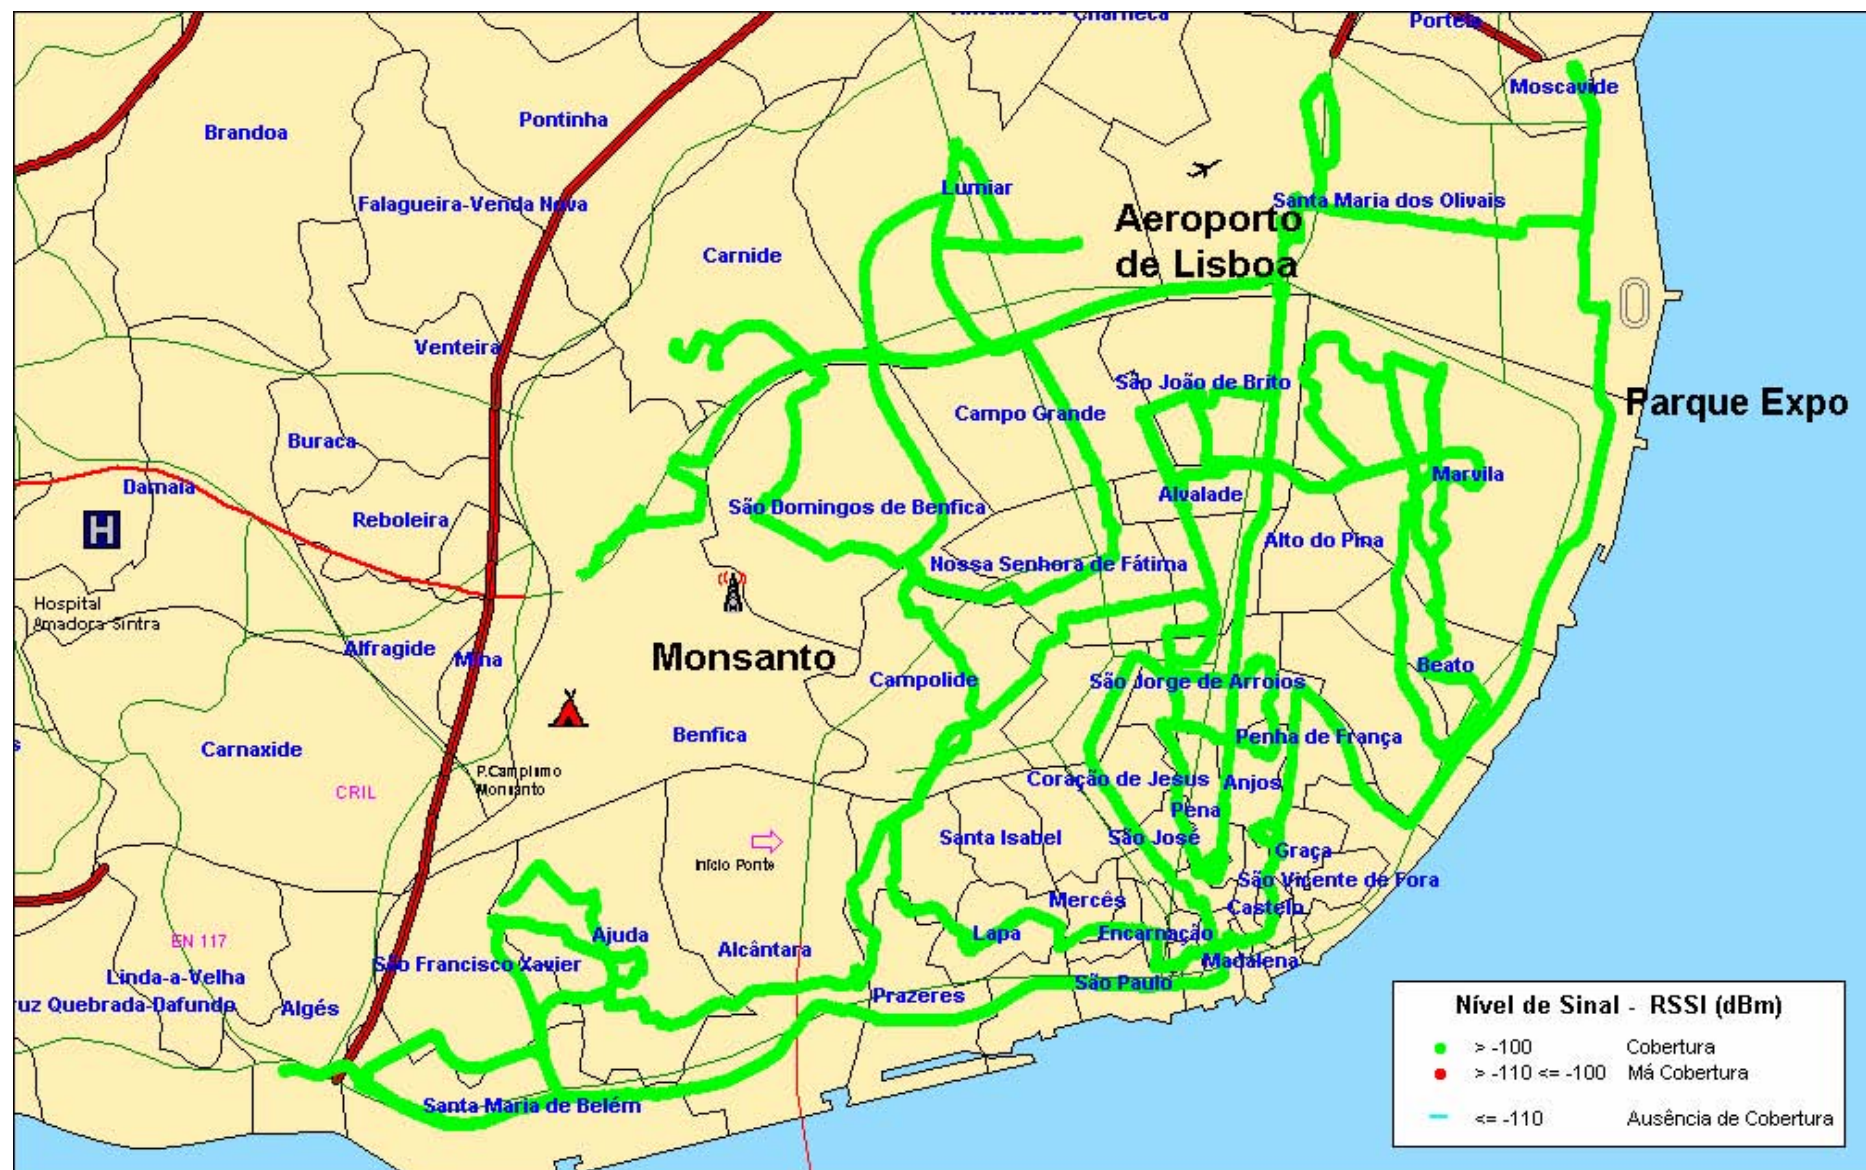 Charneca
Portela
Moscavide
Pontinha
Brandoa
Lumiar
Falagueira-Venda Nova
Santa Maria dos Olivais
Aeroporto
de Lisboa
Carnide
Venteira
São João de Brito
Parque Expo
Campo Grande
Buraca
Marvila
Damaia
Alvalade
São Domingos de Benfica
Reboleira
H
Alto do Pina
Nossa Senhora de Fátima
Hospital
Amadora Sintra
Alfragide
Mina
Monsanto
Beato
Campolide
São Jorge de Arroios
Benfica
Penha de França
Carnaxide
P.Campismo
Monsanto
Coração de Jesus
Anjos
CRIL
Pena
Santa Isabel
São José
Graça
Início Ponte
São Vicente de Fora
Mercês
Castelo
EN 117
Ajuda
Lapa
Encarnação
Alcântara
São Francisco Xavier
Madalena
Linda-a-Velha
São Paulo
Prazeres
uz Quebrada-Dafundo
Algés
Santa Maria de Belém
Nível de Sinal - RSSI (dBm)
> -100 Cobertura
> -110 <= -100 Má Cobertura
<= -110 Ausência de Cobertura